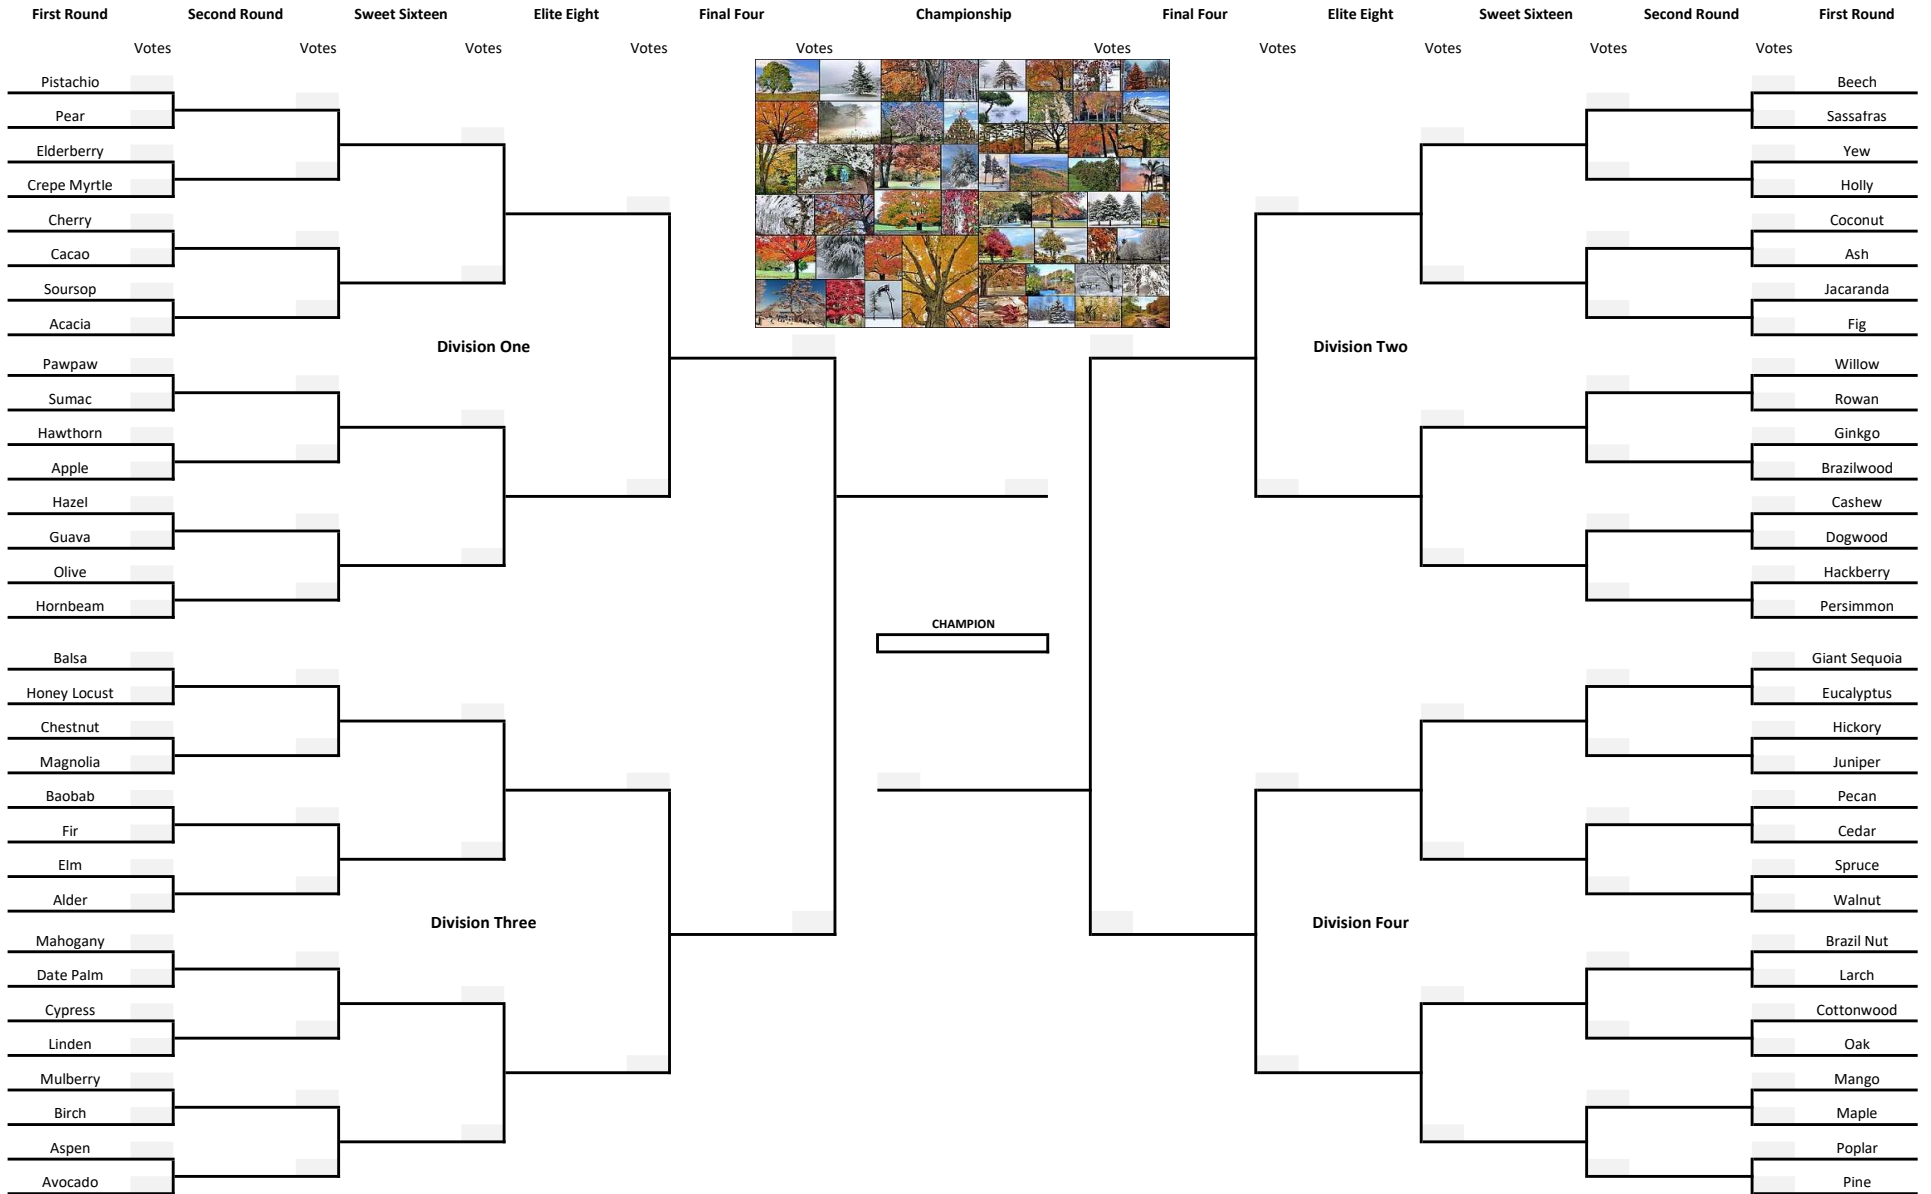 First Round Second Round Sweet Sixteen Elite Eight Final Four Championship Final Four Elite Eight Sweet Sixteen Second Round First Round
Votes Votes Votes Votes Votes Votes Votes Votes Votes Votes
Pistachio Beech
Pear Sassafras
Elderberry Yew
Crepe Myrtle Holly
Cherry Coconut
Cacao Ash
Soursop Jacaranda
Acacia Fig
Division One Division Two
Pawpaw Willow
Sumac Rowan
Hawthorn Ginkgo
Apple Brazilwood
Hazel Cashew
Guava Dogwood
Olive Hackberry
Hornbeam Persimmon
CHAMPION
Balsa Giant Sequoia
Honey Locust Eucalyptus
Chestnut Hickory
Magnolia Juniper
Baobab Pecan
Fir Cedar
Elm Spruce
Alder Walnut
Division Three Division Four
Mahogany Brazil Nut
Date Palm Larch
Cypress Cottonwood
Linden Oak
Mulberry Mango
Birch Maple
Aspen Poplar
Avocado Pine